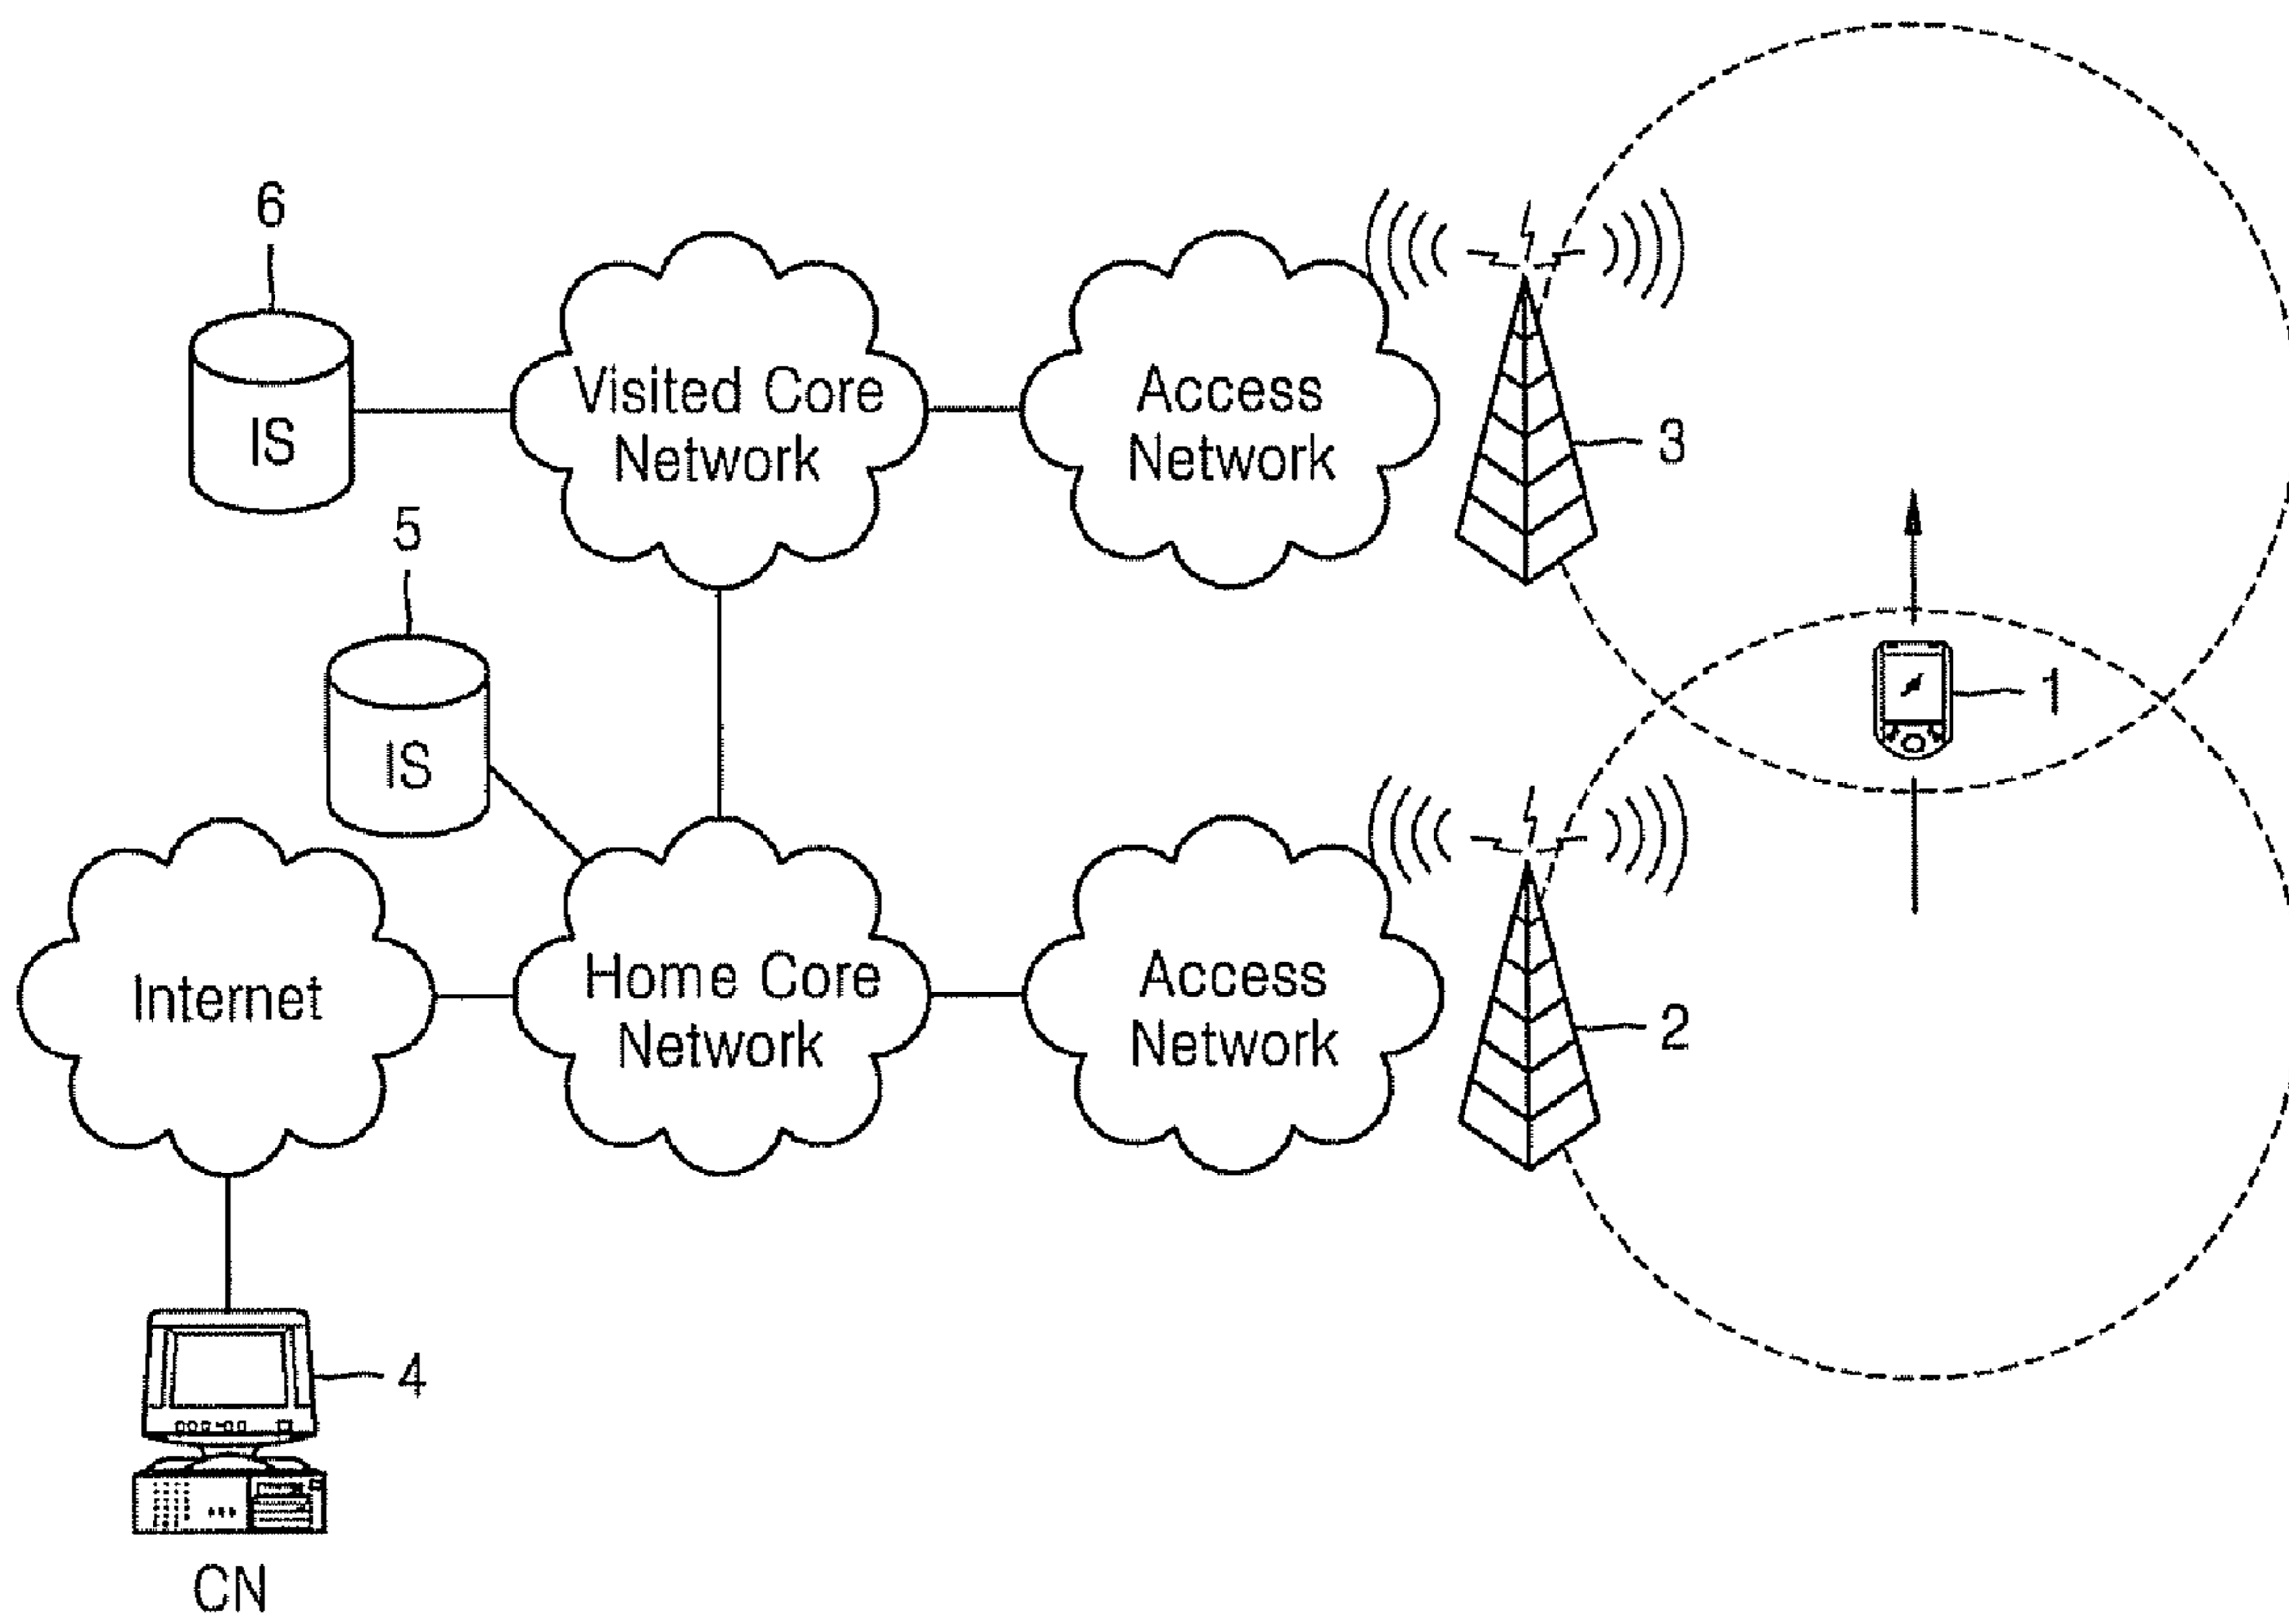 6
Visited Core
Network
Access
Network
3
IS
5
1
IS
Internet
Home Core
Network
Access
Network
2
4
CN